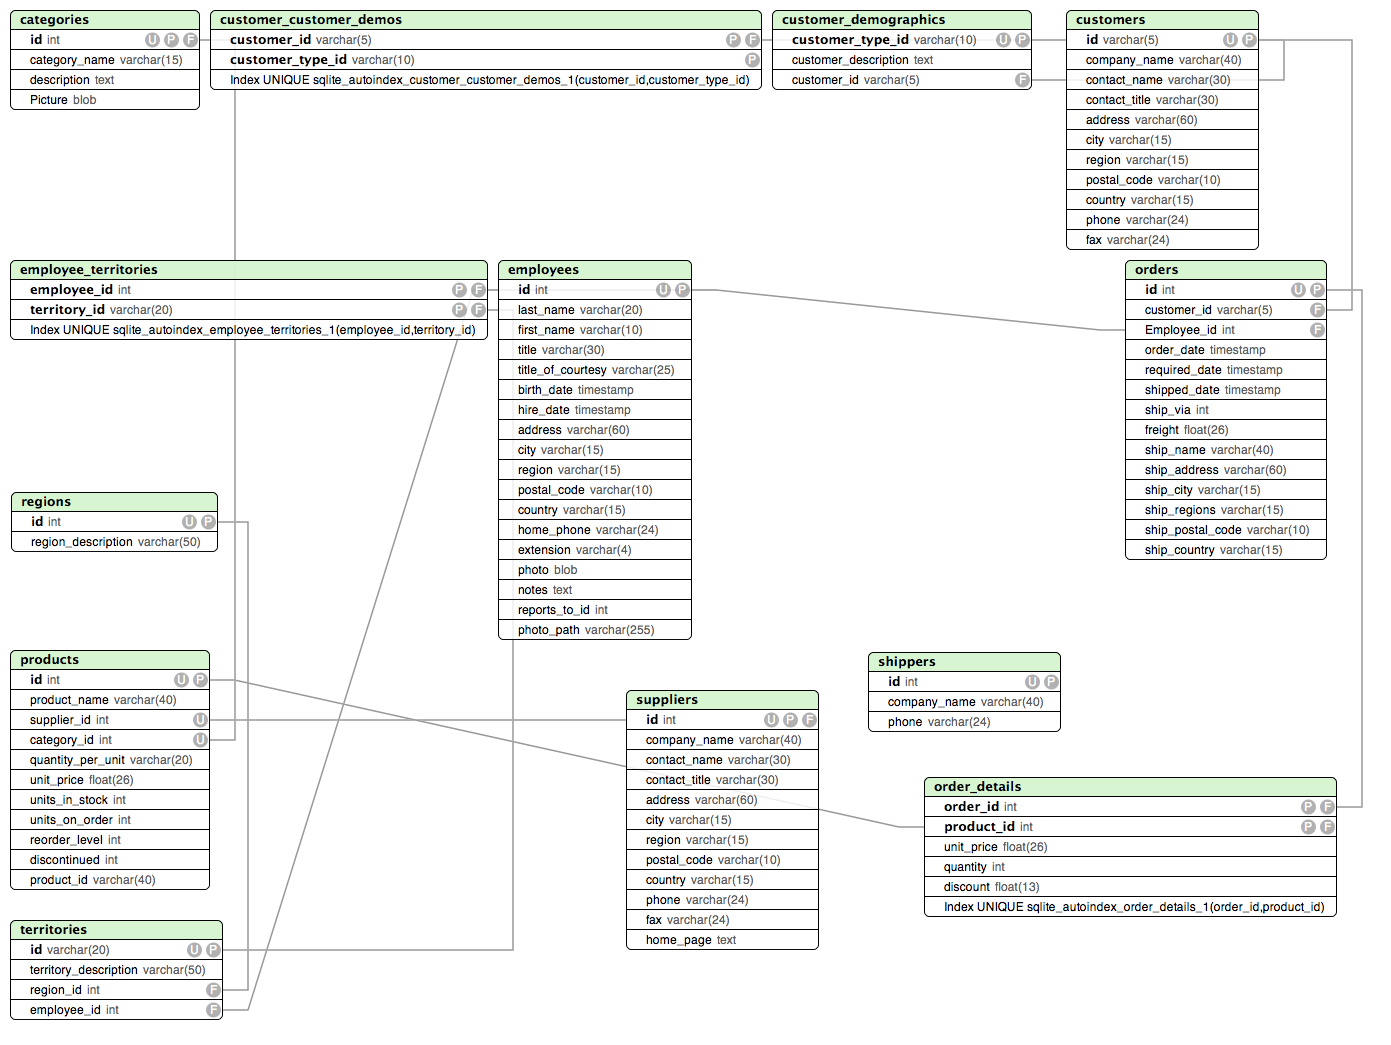 categories
id int U P F
category_name varchar(15)
description text
Picture blob
customer_customer_demos
customer_id varchar(5) P F
customer_type_id varchar(10) P
Index UNIQUE sqlite_autoindex_customer_customer_demos_1(customer_id,customer_type_id)
customer_demographics
customer_type_id varchar(10) U P
customer_description text
customer_id varchar(5) F
customers
id varchar(5) U P
company_name varchar(40)
contact_name varchar(30)
contact_title varchar(30)
address varchar(60)
city varchar(15)
region varchar(15)
postal_code varchar(10)
country varchar(15)
phone varchar(24)
fax varchar(24)
employee_territories
employee_id int P F
territory_id varchar(20) P F
Index UNIQUE sqlite_autoindex_employee_territories_1(employee_id,territory_id)
employees
id int U P
last_name varchar(20)
first_name varchar(10)
title varchar(30)
title_of_courtesy varchar(25)
birth_date timestamp
hire_date timestamp
address varchar(60)
city varchar(15)
region varchar(15)
postal_code varchar(10)
country varchar(15)
home_phone varchar(24)
extension varchar(4)
photo blob
notes text
reports_to_id int
photo_path varchar(255)
orders
id int U P
customer_id varchar(5) F
Employee_id int F
order_date timestamp
required_date timestamp
shipped_date timestamp
ship_via int
freight float(26)
ship_name varchar(40)
ship_address varchar(60)
ship_city varchar(15)
ship_regions varchar(15)
ship_postal_code varchar(10)
ship_country varchar(15)
regions
id int U P
region_description varchar(50)
products
id int U P
product_name varchar(40)
supplier_id int U
category_id int U
quantity_per_unit varchar(20)
unit_price float(26)
units_in_stock int
units_on_order int
reorder_level int
discontinued int
product_id varchar(40)
suppliers
id int U P F
company_name varchar(40)
contact_name varchar(30)
contact_title varchar(30)
address varchar(60)
city varchar(15)
region varchar(15)
postal_code varchar(10)
country varchar(15)
phone varchar(24)
fax varchar(24)
home_page text
shippers
id int U P
company_name varchar(40)
phone varchar(24)
order_details
order_id int P F
product_id int P F
unit_price float(26)
quantity int
discount float(13)
Index UNIQUE sqlite_autoindex_order_details_1(order_id,product_id)
territories
id varchar(20) U P
territory_description varchar(50)
region_id int F
employee_id int F